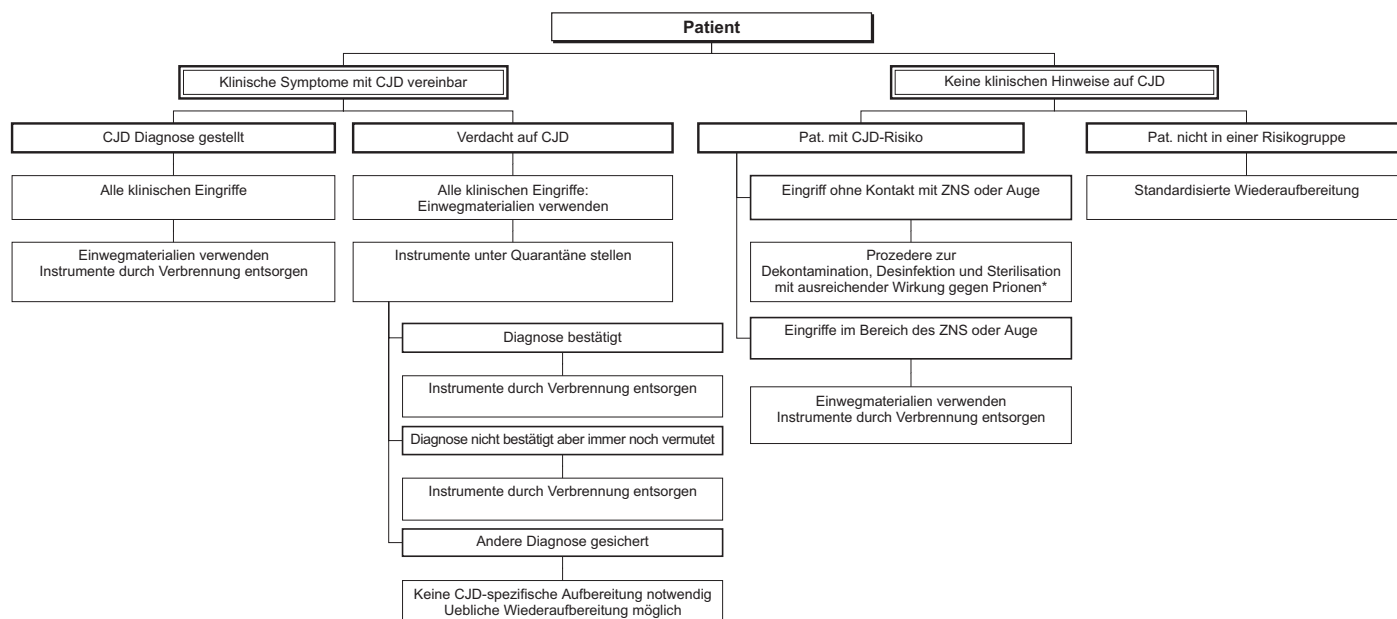 Patient
Klinische Symptome mit CJD vereinbar
Keine klinischen Hinweise auf CJD
CJD Diagnose gestellt
Verdacht auf CJD
Pat. mit CJD-Risiko
Pat. nicht in einer Risikogruppe
Alle klinischen Eingriffe
Alle klinischen Eingriffe:
Einwegmaterialien verwenden
Eingriff ohne Kontakt mit ZNS oder Auge
Standardisierte Wiederaufbereitung
Einwegmaterialien verwenden
Instrumente durch Verbrennung entsorgen
Instrumente unter Quarantäne stellen
Prozedere zur
Dekontamination, Desinfektion und Sterilisation
mit ausreichender Wirkung gegen Prionen*
Diagnose bestätigt
Eingriffe im Bereich des ZNS oder Auge
Instrumente durch Verbrennung entsorgen
Einwegmaterialien verwenden
Instrumente durch Verbrennung entsorgen
Diagnose nicht bestätigt aber immer noch vermutet
Instrumente durch Verbrennung entsorgen
Andere Diagnose gesichert
Keine CJD-spezifische Aufbereitung notwendig
Uebliche Wiederaufbereitung möglich